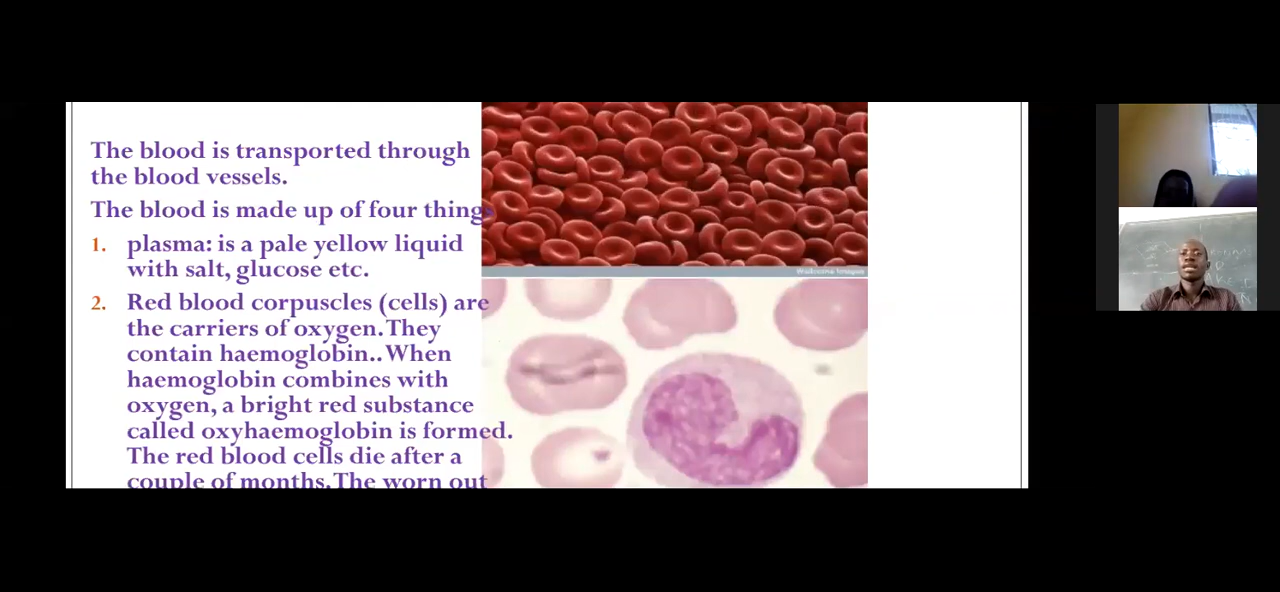 The blood is transported through
the blood vessels.
The blood is made up of four things
1. plasma: is a pale yellow liquid
with salt, glucose etc.
2. Red blood corpuscles (cells) are
the carriers of oxygen. They
contain haemoglobin.. When
haemoglobin combines with
oxygen, a bright red substance
called oxyhaemoglobin is formed.
The red blood cells die after a
couple of months. The worn out